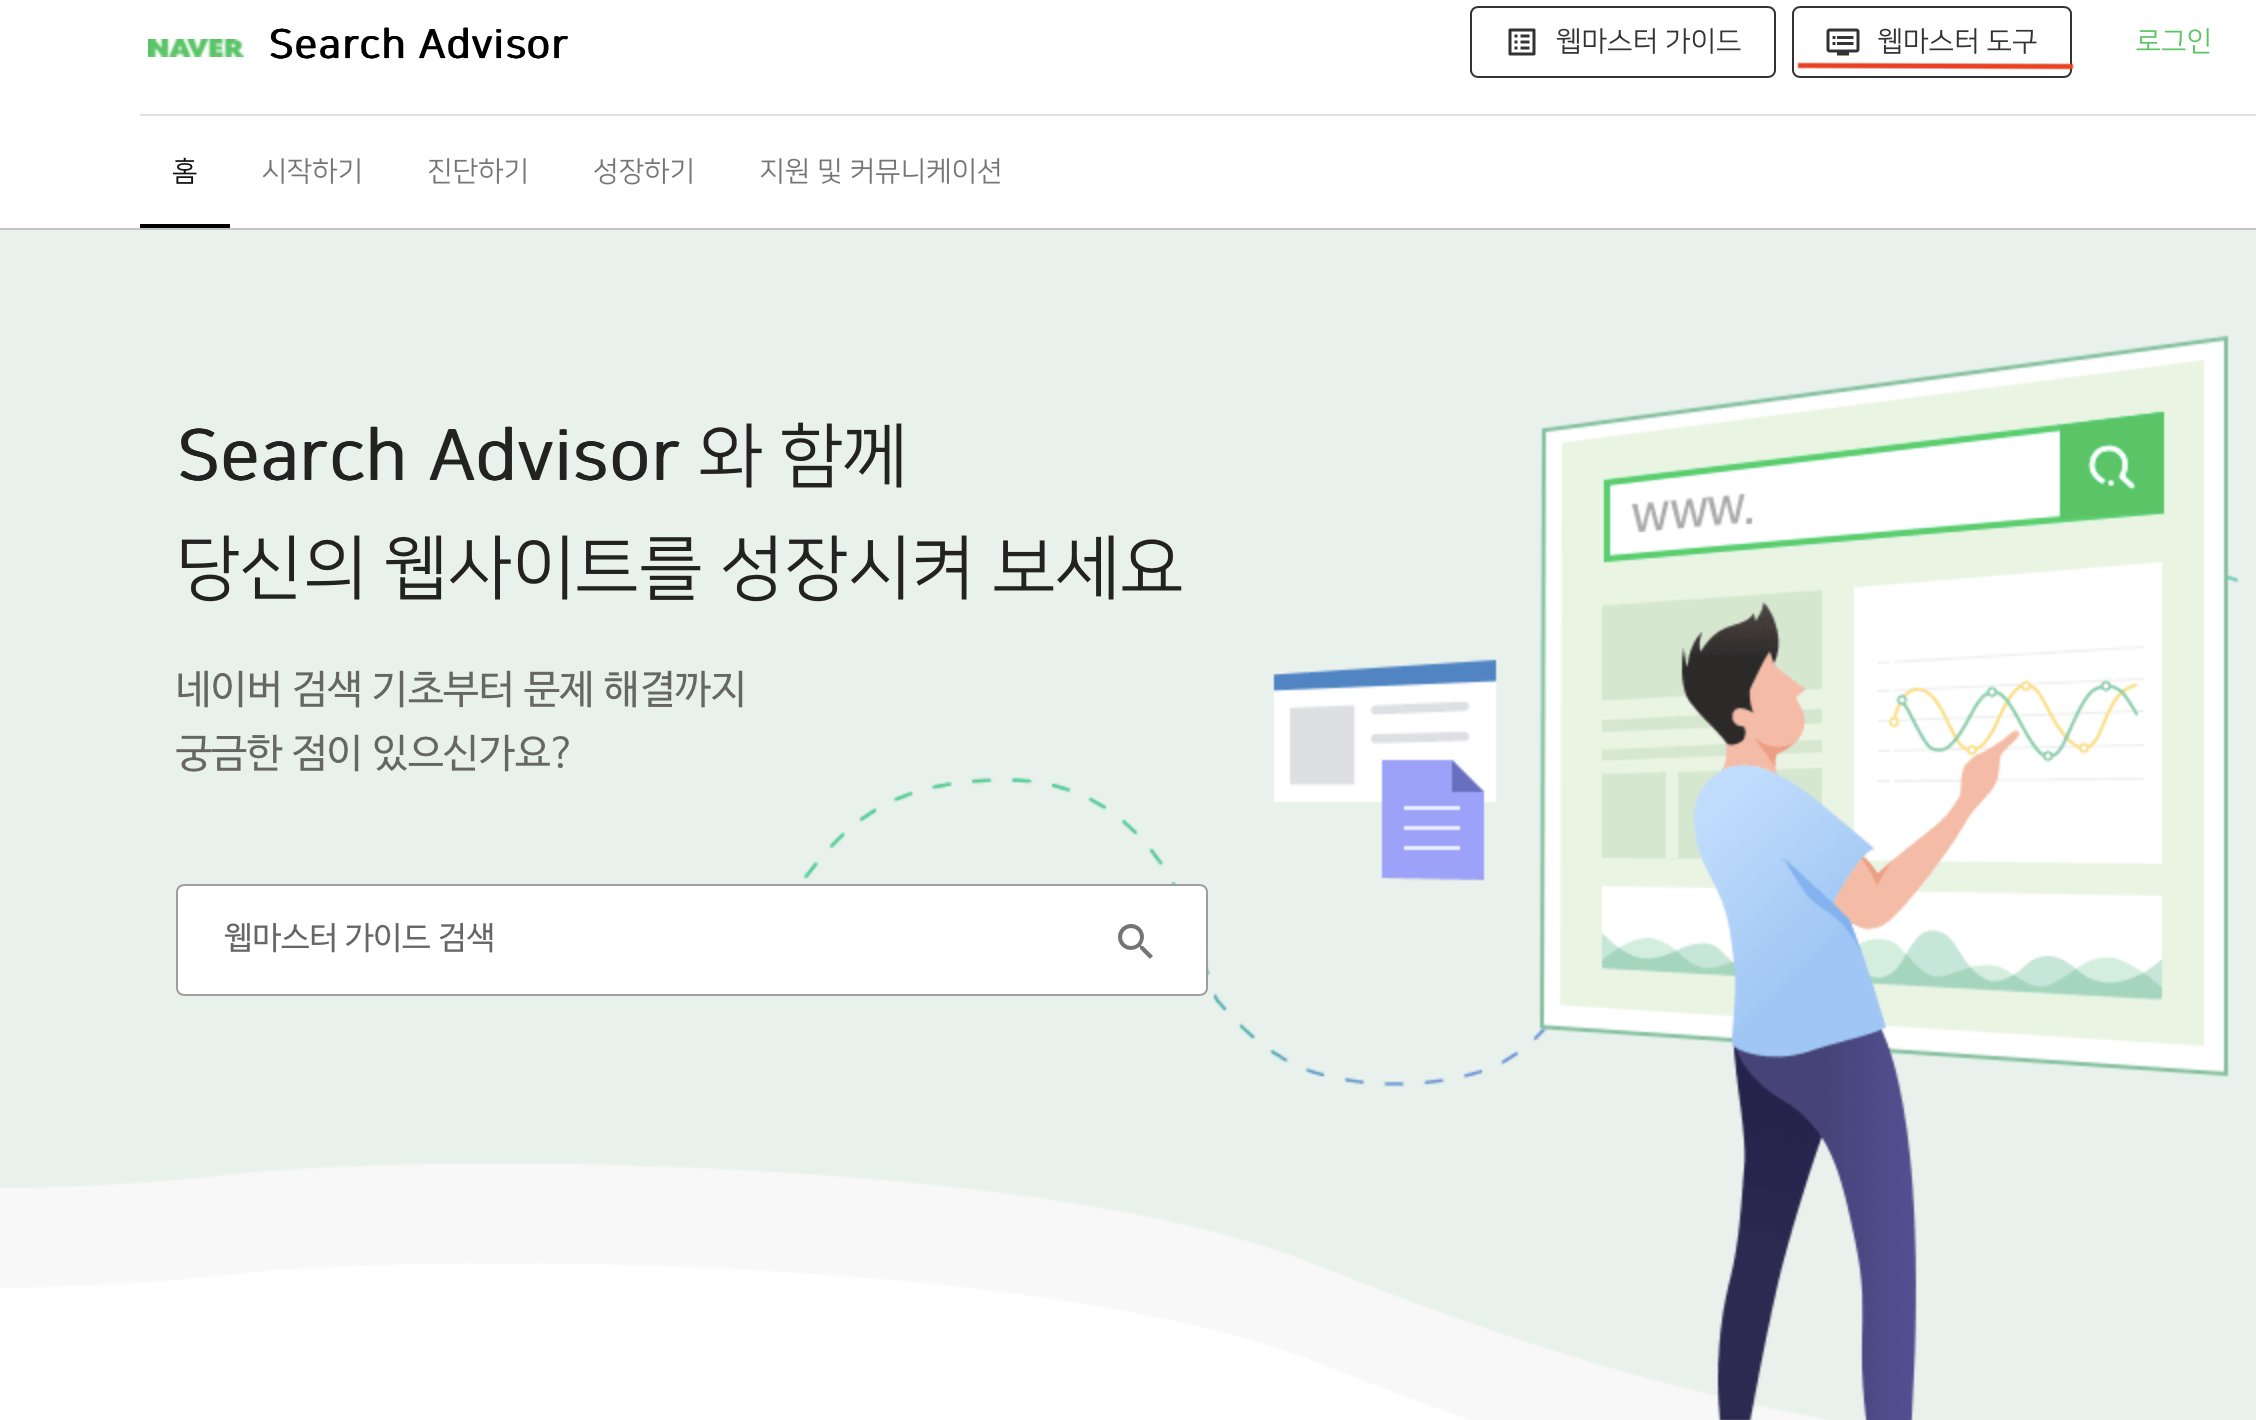 NAVER Search Advisor
웹마스터 가이드
웹마스터 도구
로그인
홈
시작하기
진단하기
성장하기
지원 및 커뮤니케이션
Search Advisor 와 함께
당신의 웹사이트를 성장시켜 보세요
네이버 검색 기초부터 문제 해결까지
궁금한 점이 있으신가요?
웹마스터 가이드 검색
www.